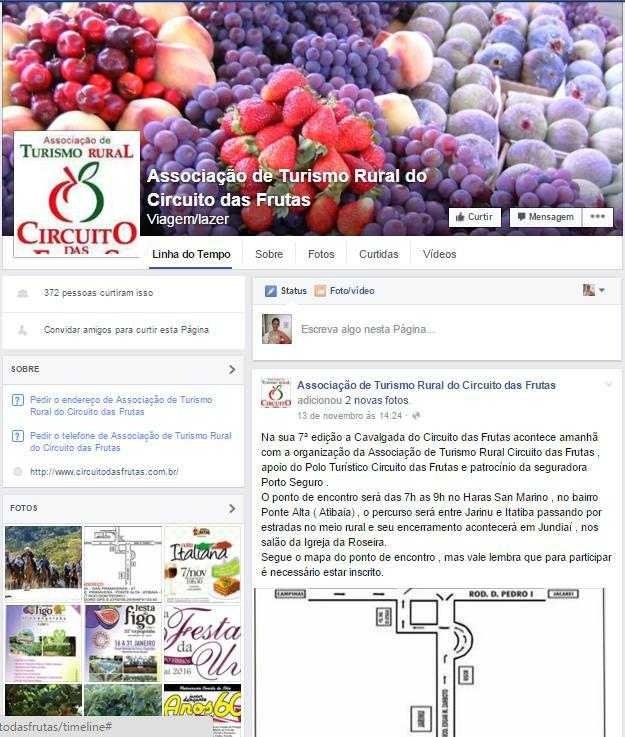 Associação de
TURISMO RURAL
CIRCUITO
DAS
Associação de Turismo Rural do
Circuito das Frutas
Viagem/lazer
Curtir
Mensagem
Linha do Tempo
Sobre
Fotos
Curtidas
Vídeos
372 pessoas curtiram isso
Convidar amigos para curtir esta Página
SOBRE
Pedir o endereço de Associação de Turismo
Rural do Circuito das Frutas
Pedir o telefone de Associação de Turismo Rural
do Circuito das Frutas
http://www.circuitodasfrutas.com.br/
FOTOS
noite
Italiana
7/nov
festa
figo
16 A 31 JANEIRO
Festa
da Uv
2016
Anos 60
todasfrutas/timeline#
Status
Foto/vídeo
Escreva algo nesta Página...
Associação de Turismo Rural do Circuito das Frutas
adicionou 2 novas fotos.
13 de novembro às 14:24
Na sua 7ª edição a Cavalgada do Circuito das Frutas acontece amanhã
com a organização da Associação de Turismo Rural Circuito das Frutas ,
apoio do Polo Turístico Circuito das Frutas e patrocínio da seguradora
Porto Seguro .
O ponto de encontro será das 7h as 9h no Haras San Marino , no bairro
Ponte Alta ( Atibaia) , o percurso será entre Jarinu e Itatiba passando por
estradas no meio rural e seu encerramento acontecerá em Jundiaí , nos
salão da Igreja da Roseira.
Segue o mapa do ponto de encontro , mas vale lembra que para participar
é necessário estar inscrito.
CAMPINAS
ROD. D. PEDRO I
JACAREI
JARINU